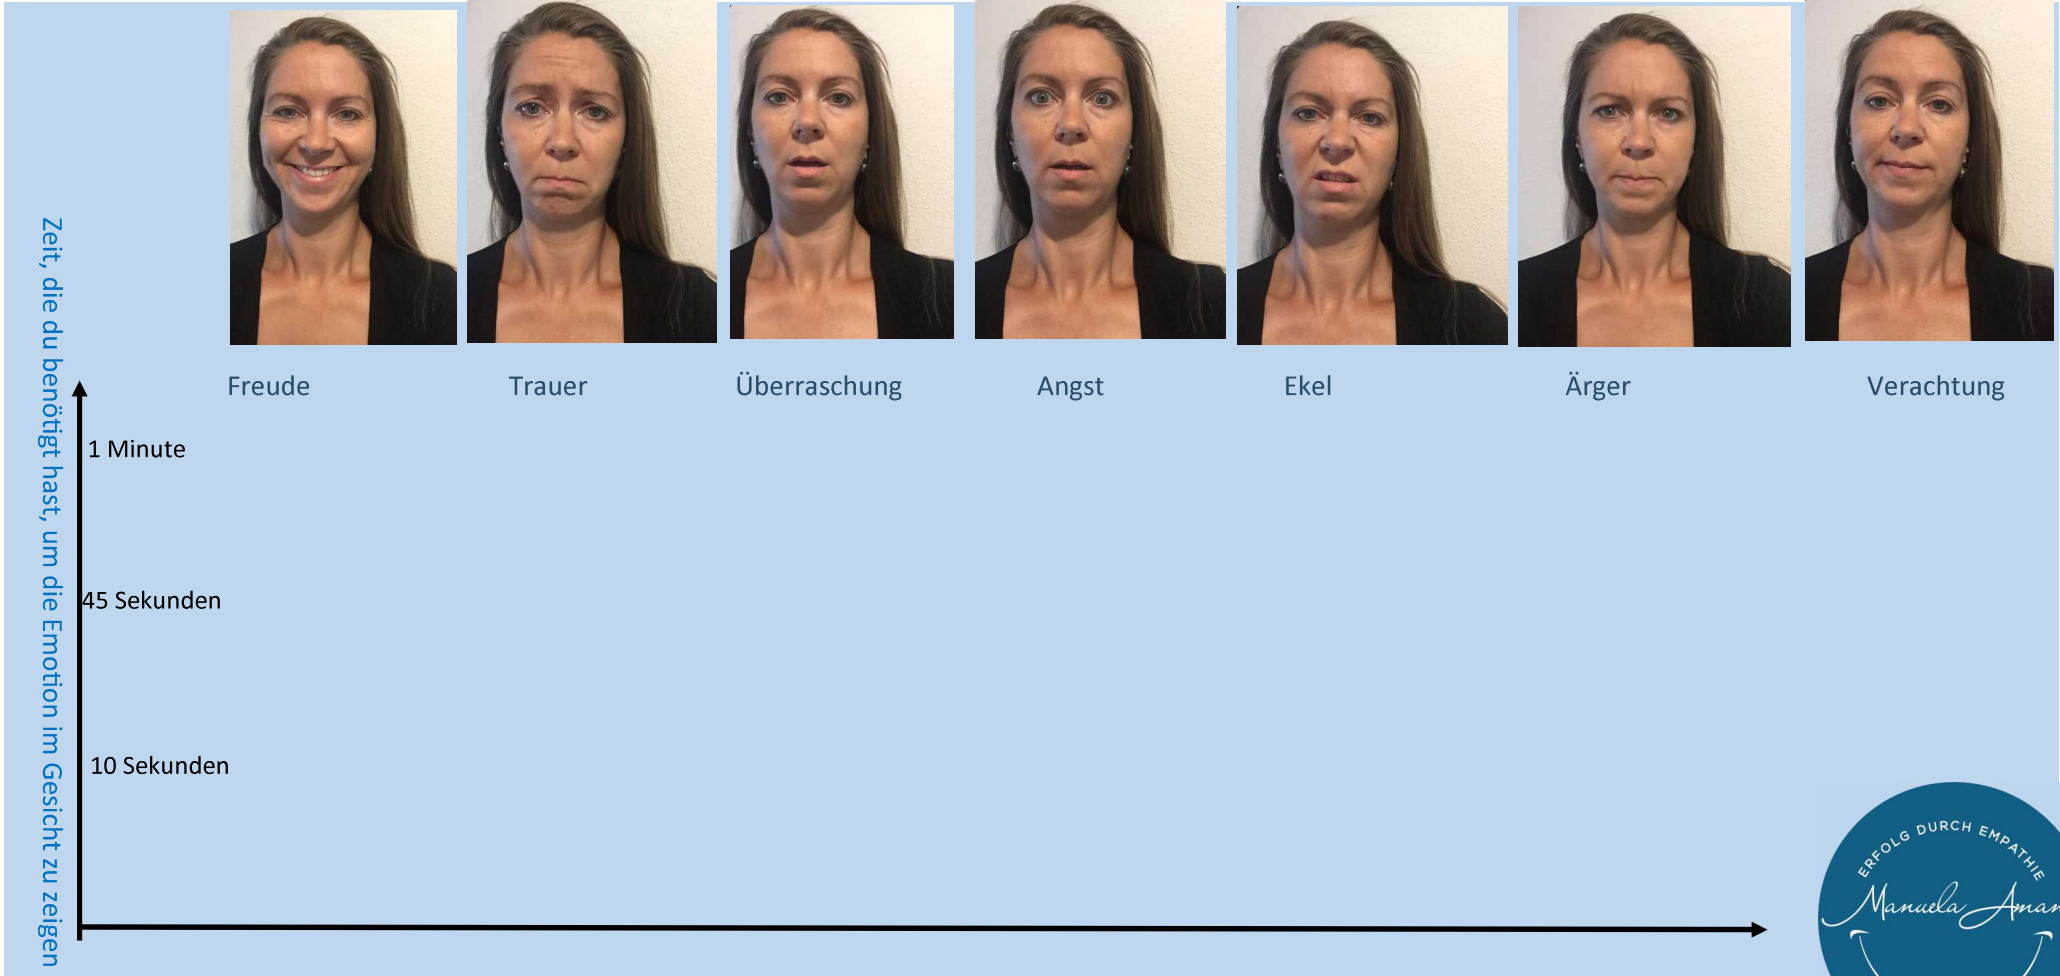 Freude
Trauer
Überraschung
Angst
Ekel
Ärger
Verachtung
Zeit, die du benötigt hast, um die Emotion im Gesicht zu zeigen
1 Minute
45 Sekunden
10 Sekunden
ERFOLG DURCH EMPATHIE
Manuela Aman